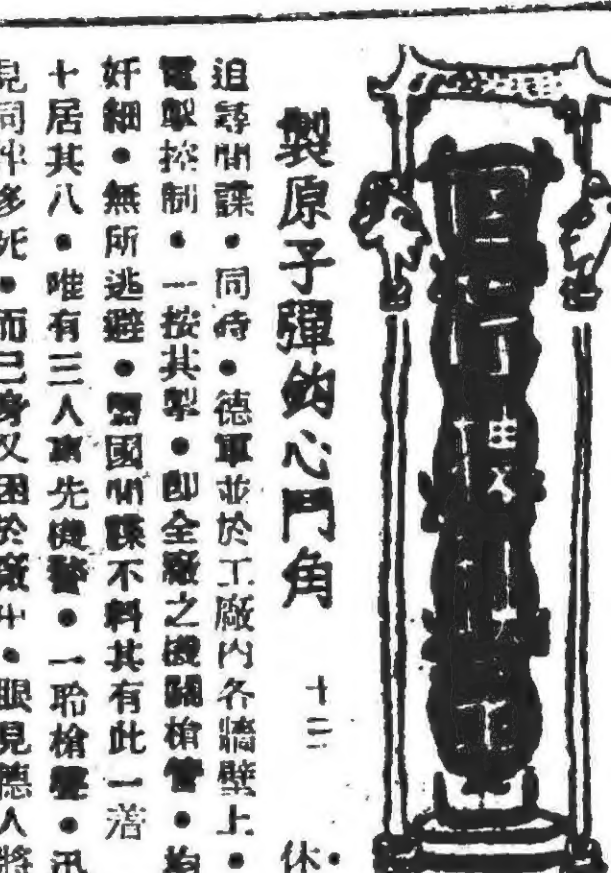 製原子彈鈎心鬥角
十三
休•
追尋間諜•同時•德軍並於工廠內各牆壁上•
電掣控制•一按其掣•即全廠之機關槍管•均
奸細•無所逃避•盟國間諜不料其有此一着
十居其八•唯有三人事先機警•一聆槍聲•迅
見同伴多死•而己身又困於廠中•眼見德人將